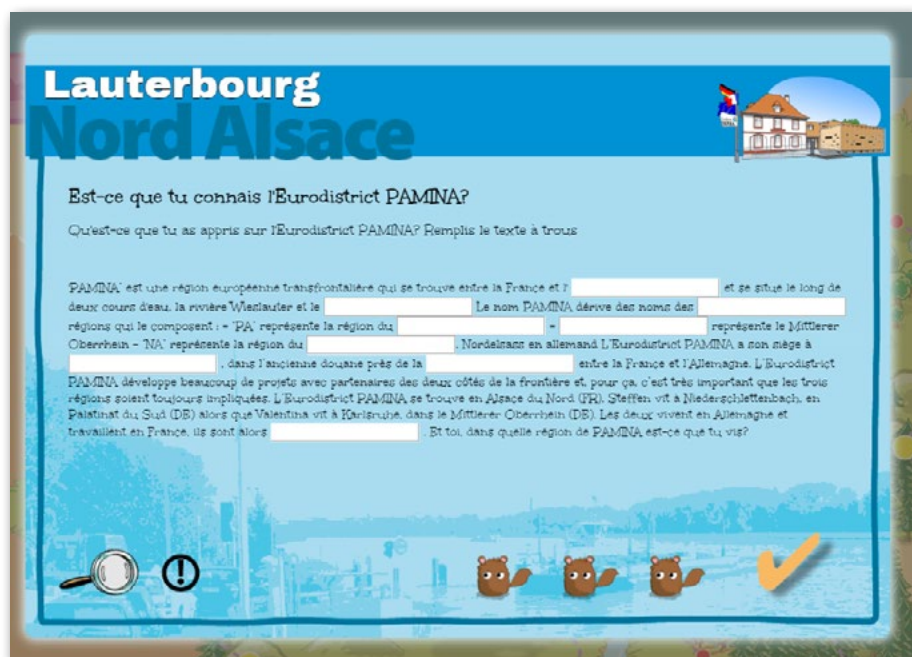 Lauterbourg
Nord Alsace
Est-ce que tu connais l'Eurodistrict PAMINA?
Qu'est-ce que tu as appris sur l'Eurodistrict PAMINA? Remplis le texte à trous
"PAMINA" est une région européenne transfrontalière qui se trouve entre la France et l' et se situe le long de
deux cours d'eau, la rivière Wieslauter et le Le nom PAMINA dérive des noms des
régions qui le composent : - "PA" représente la région du - représente le Mittlerer
Oberrhein - "NA" représente la région du , Nordelsass en allemand L'Eurodistrict PAMINA a son siège à
, dans l'ancienne douane près de la entre la France et l'Allemagne. L'Eurodistrict
PAMINA développe beaucoup de projets avec partenaires des deux côtés de la frontière et, pour ça, c'est très important que les trois
régions soient toujours impliquées. L'Eurodistrict PAMINA se trouve en Alsace du Nord (FR). Steffen vit à Niederschlettenbach, en
Palatinat du Sud (DE) alors que Valentina vit à Karlsruhe, dans le Mittlerer Oberrhein (DE). Les deux vivent en Allemagne et
travaillent en France, ils sont alors . Et toi, dans quelle région de PAMINA est-ce que tu vis?